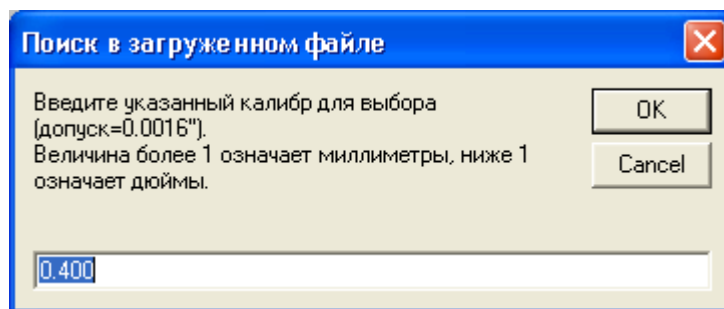 Поиск в загруженном файле
Введите указанный калибр для выбора
(допуск=0.0016").
Величина более 1 означает миллиметры, ниже 1
означает дюймы.
OK
Cancel
0.400